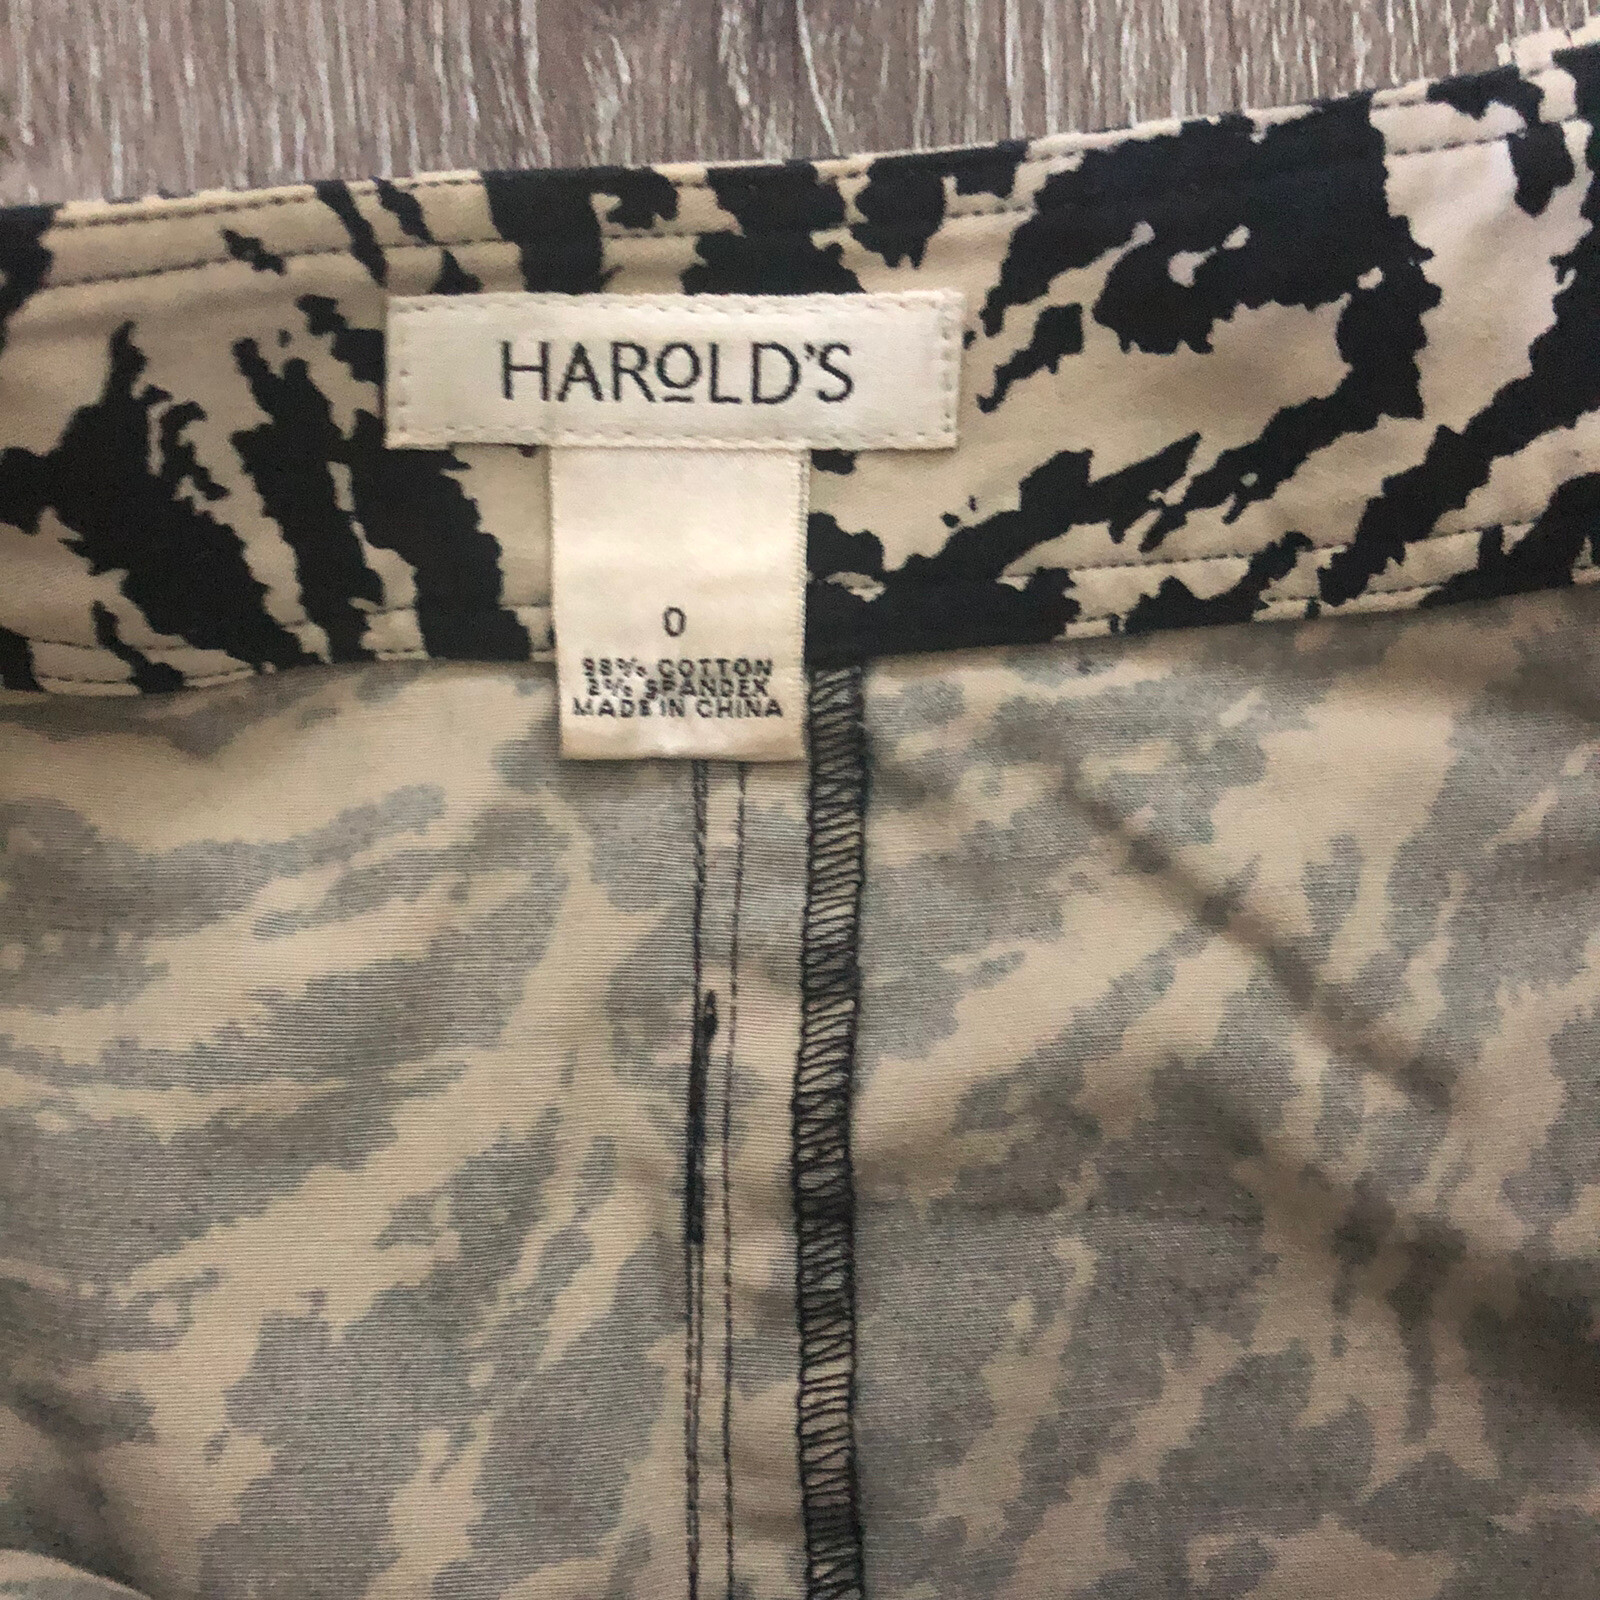 HAROLD'S
0
98% COTTON
2% SPANDEX
MADE IN CHINA